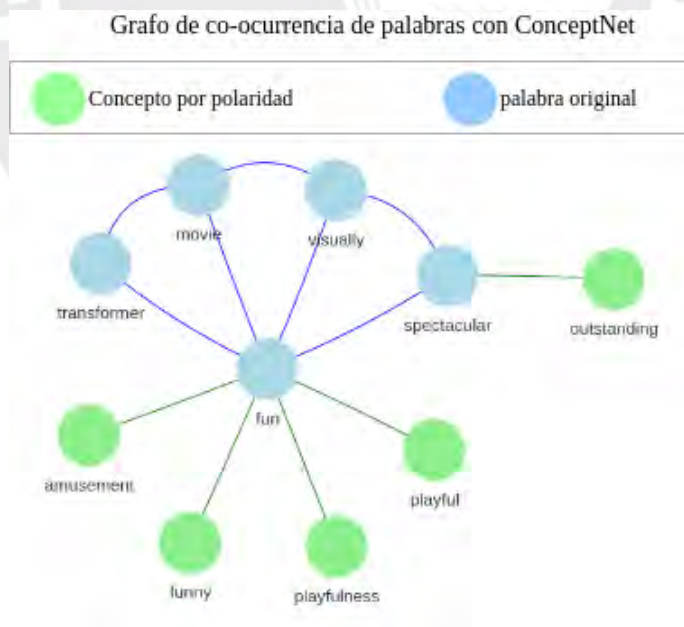 Grafo de co-ocurrencia de palabras con ConceptNet
Concepto por polaridad
palabra original
movie
visually
transformer
spectacular
outstanding
fun
amusement
playful
funny
playfulness